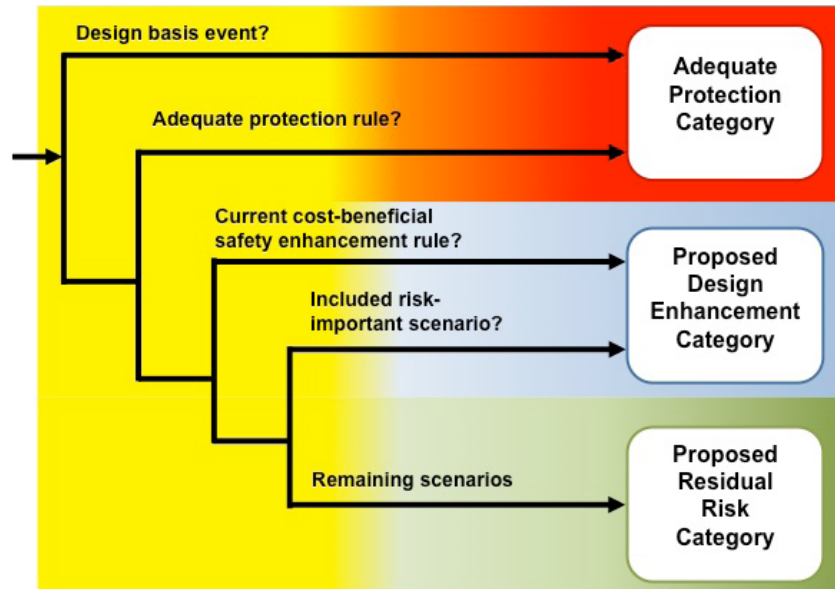 Design basis event?
Adequate
Protection
Category
Adequate protection rule?
Current cost-beneficial
safety enhancement rule?
Proposed
Design
Enhancement
Category
Included risk-
important scenario?
Remaining scenarios
Proposed
Residual
Risk
Category